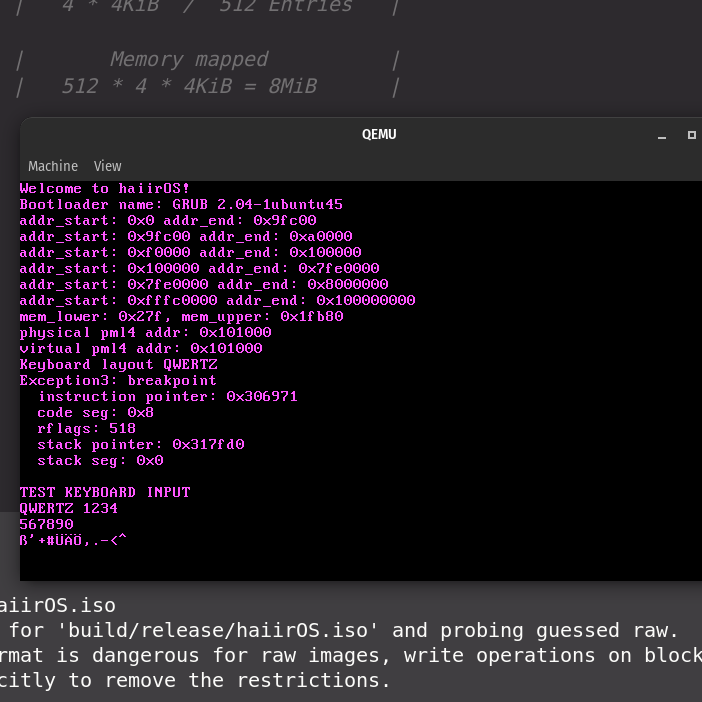 |   4 * 4KiB  /  512 Entries   |
|       Memory mapped          |
|   512 * 4 * 4KiB = 8MiB      |
QEMU
Machine View
Welcome to haiirOS!
Bootloader name: GRUB 2.04-1ubuntu45
addr_start: 0x0 addr_end: 0x9fc00
addr_start: 0x9fc00 addr_end: 0xa0000
addr_start: 0xf0000 addr_end: 0x100000
addr_start: 0x100000 addr_end: 0x7fe0000
addr_start: 0x7fe0000 addr_end: 0x8000000
addr_start: 0xfffc0000 addr_end: 0x100000000
mem_lower: 0x27f, mem_upper: 0x1fb80
physical pml4 addr: 0x101000
virtual pml4 addr: 0x101000
Keyboard layout QWERTZ
Exception3: breakpoint
  instruction pointer: 0x306971
  code seg: 0x8
  rflags: 518
  stack pointer: 0x317fd0
  stack seg: 0x0
TEST KEYBOARD INPUT
QWERTZ 1234
567890
ß'+#ÜÄÖ,.-<^
aiirOS.iso
for 'build/release/haiirOS.iso' and probing guessed raw.
rmat is dangerous for raw images, write operations on block
citly to remove the restrictions.